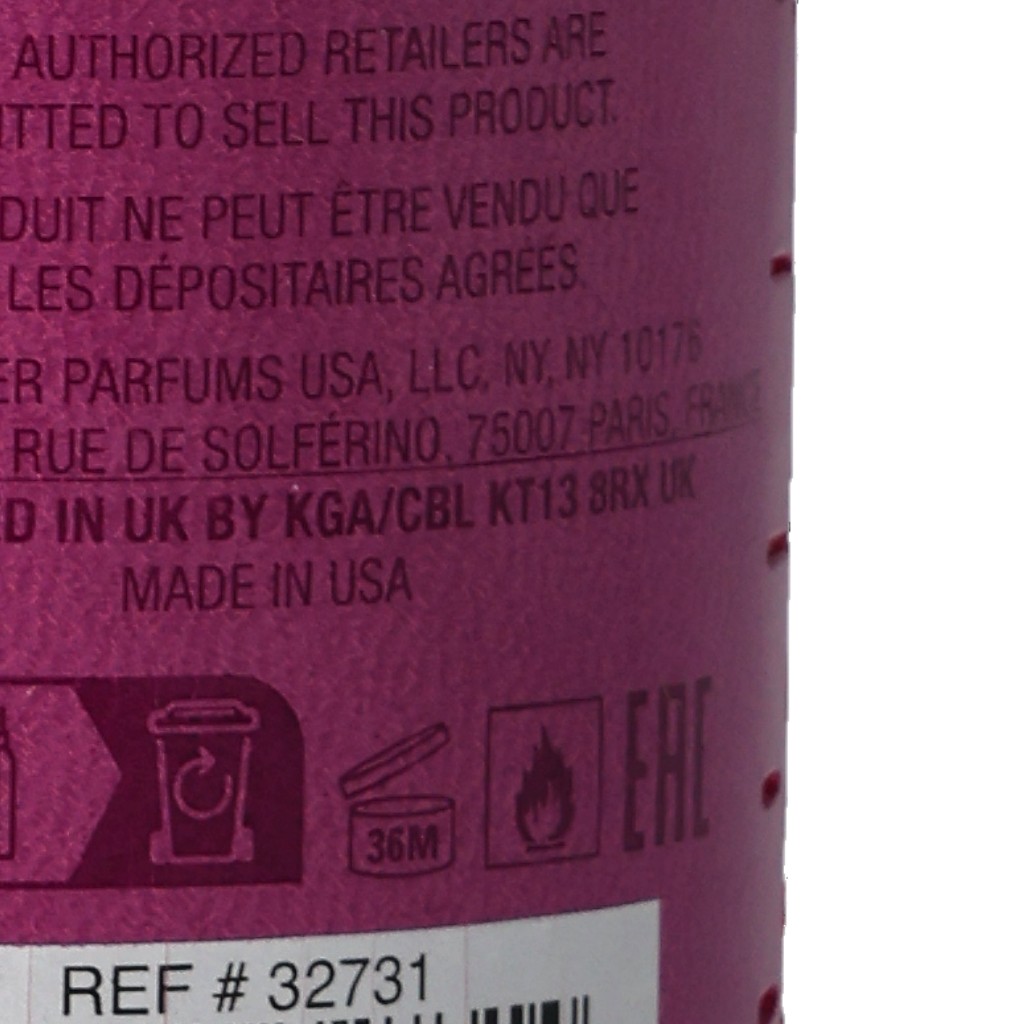 AUTHORIZED RETAILERS ARE
ITTED TO SELL THIS PRODUCT.
DUIT NE PEUT ÊTRE VENDU QUE
LES DÉPOSITAIRES AGRÉÉS.
ER PARFUMS USA, LLC. NY, NY 10176
RUE DE SOLFÉRINO, 75007 PARIS, FRANCE
ED IN UK BY KGA/CBL KT13 8RX UK
MADE IN USA
36M
EAC
REF # 32731